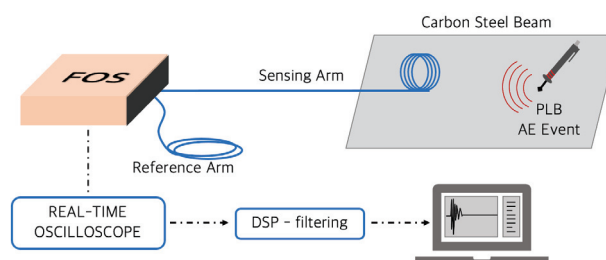 Carbon Steel Beam
FOS
Sensing Arm
PLB
AE Event
Reference Arm
REAL-TIME
OSCILLOSCOPE
DSP - filtering